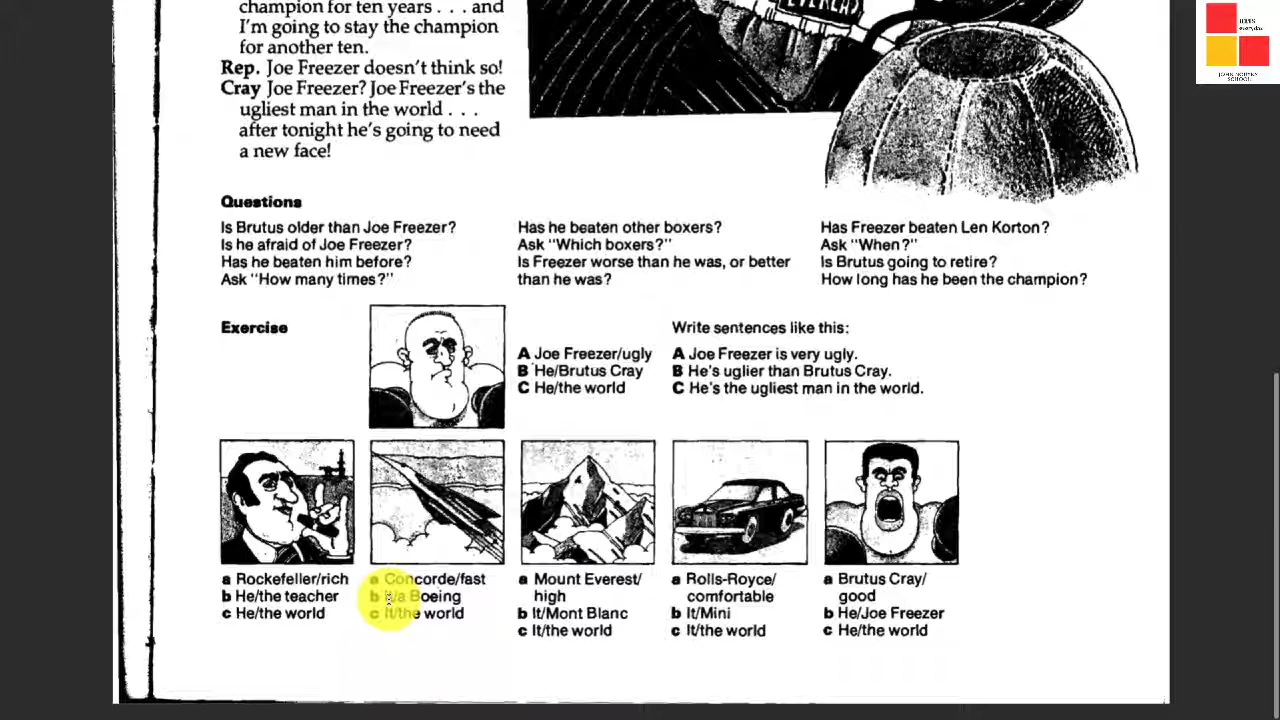 champion for ten years . . . and
I'm going to stay the champion
for another ten.
Rep. Joe Freezer doesn't think so!
Cray Joe Freezer? Joe Freezer's the
ugliest man in the world . . .
after tonight he's going to need
a new face!
EVERLAST
Questions
Is Brutus older than Joe Freezer?
Is he afraid of Joe Freezer?
Has he beaten him before?
Ask "How many times?"
Has he beaten other boxers?
Ask "Which boxers?"
Is Freezer worse than he was, or better
than he was?
Has Freezer beaten Len Korton?
Ask "When?"
Is Brutus going to retire?
How long has he been the champion?
Exercise
A Joe Freezer/ugly
B He/Brutus Cray
C He/the world
Write sentences like this:
A Joe Freezer is very ugly.
B He's uglier than Brutus Cray.
C He's the ugliest man in the world.
a Rockefeller/rich
b He/the teacher
c He/the world
a Concorde/fast
b It/a Boeing
c It/the world
a Mount Everest/
high
b It/Mont Blanc
c It/the world
a Rolls-Royce/
comfortable
b It/Mini
c It/the world
a Brutus Cray/
good
b He/Joe Freezer
c He/the world
SCHOOL